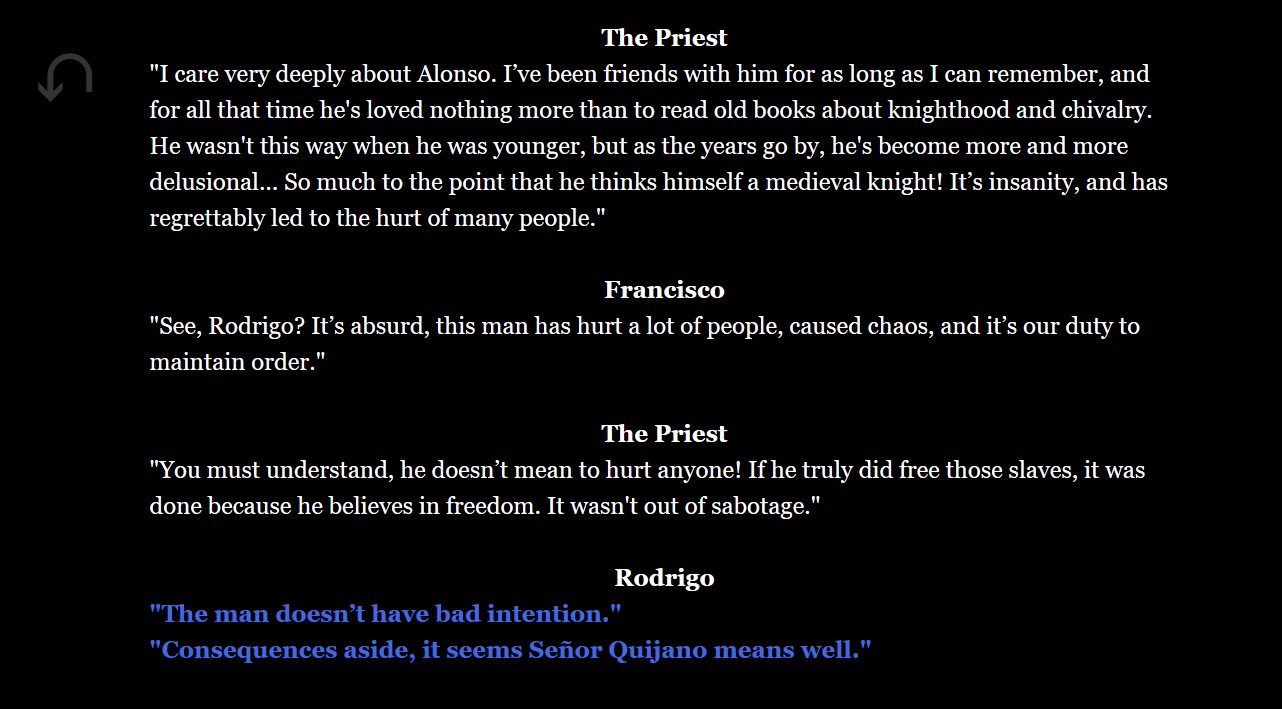 The Priest
"I care very deeply about Alonso. I’ve been friends with him for as long as I can remember, and
for all that time he's loved nothing more than to read old books about knighthood and chivalry.
He wasn't this way when he was younger, but as the years go by, he's become more and more
delusional... So much to the point that he thinks himself a medieval knight! It’s insanity, and has
regrettably led to the hurt of many people."
Francisco
"See, Rodrigo? It’s absurd, this man has hurt a lot of people, caused chaos, and it’s our duty to
maintain order."
The Priest
"You must understand, he doesn’t mean to hurt anyone! If he truly did free those slaves, it was
done because he believes in freedom. It wasn't out of sabotage."
Rodrigo
"The man doesn’t have bad intention."
"Consequences aside, it seems Señor Quijano means well."